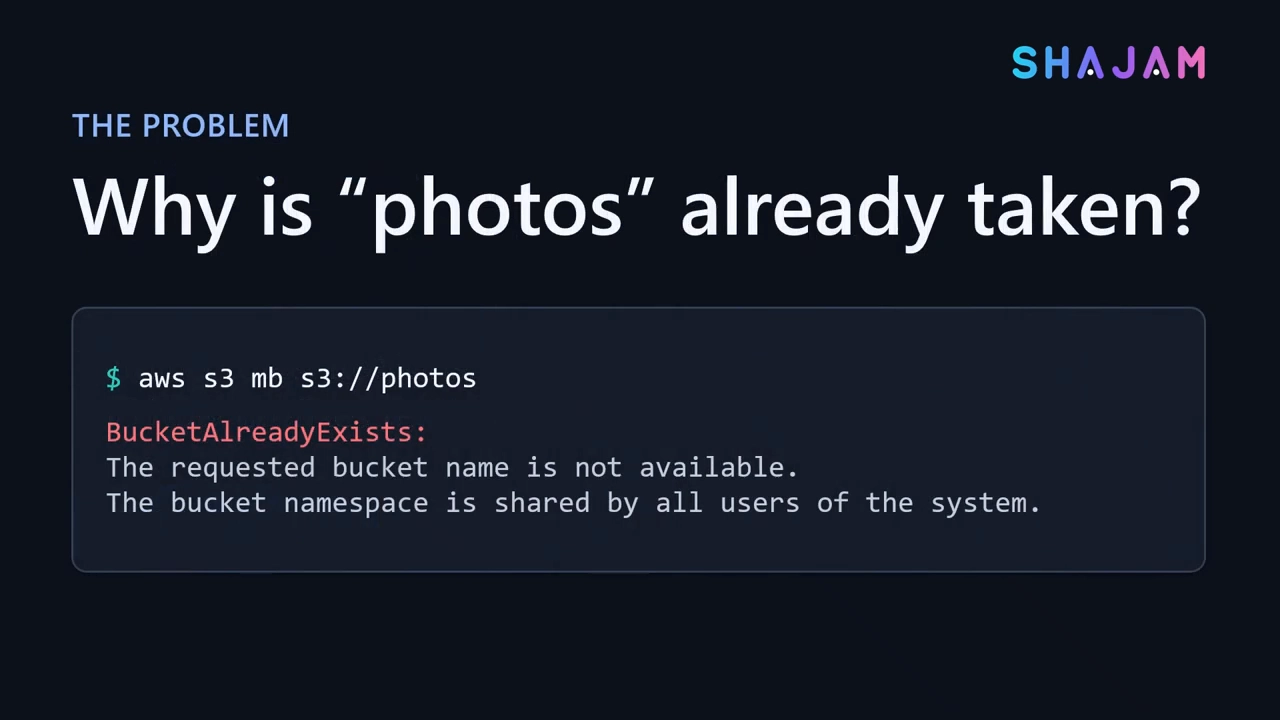 SHAJAM
THE PROBLEM
Why is “photos” already taken?
$ aws s3 mb s3://photos
BucketAlreadyExists:
The requested bucket name is not available.
The bucket namespace is shared by all users of the system.